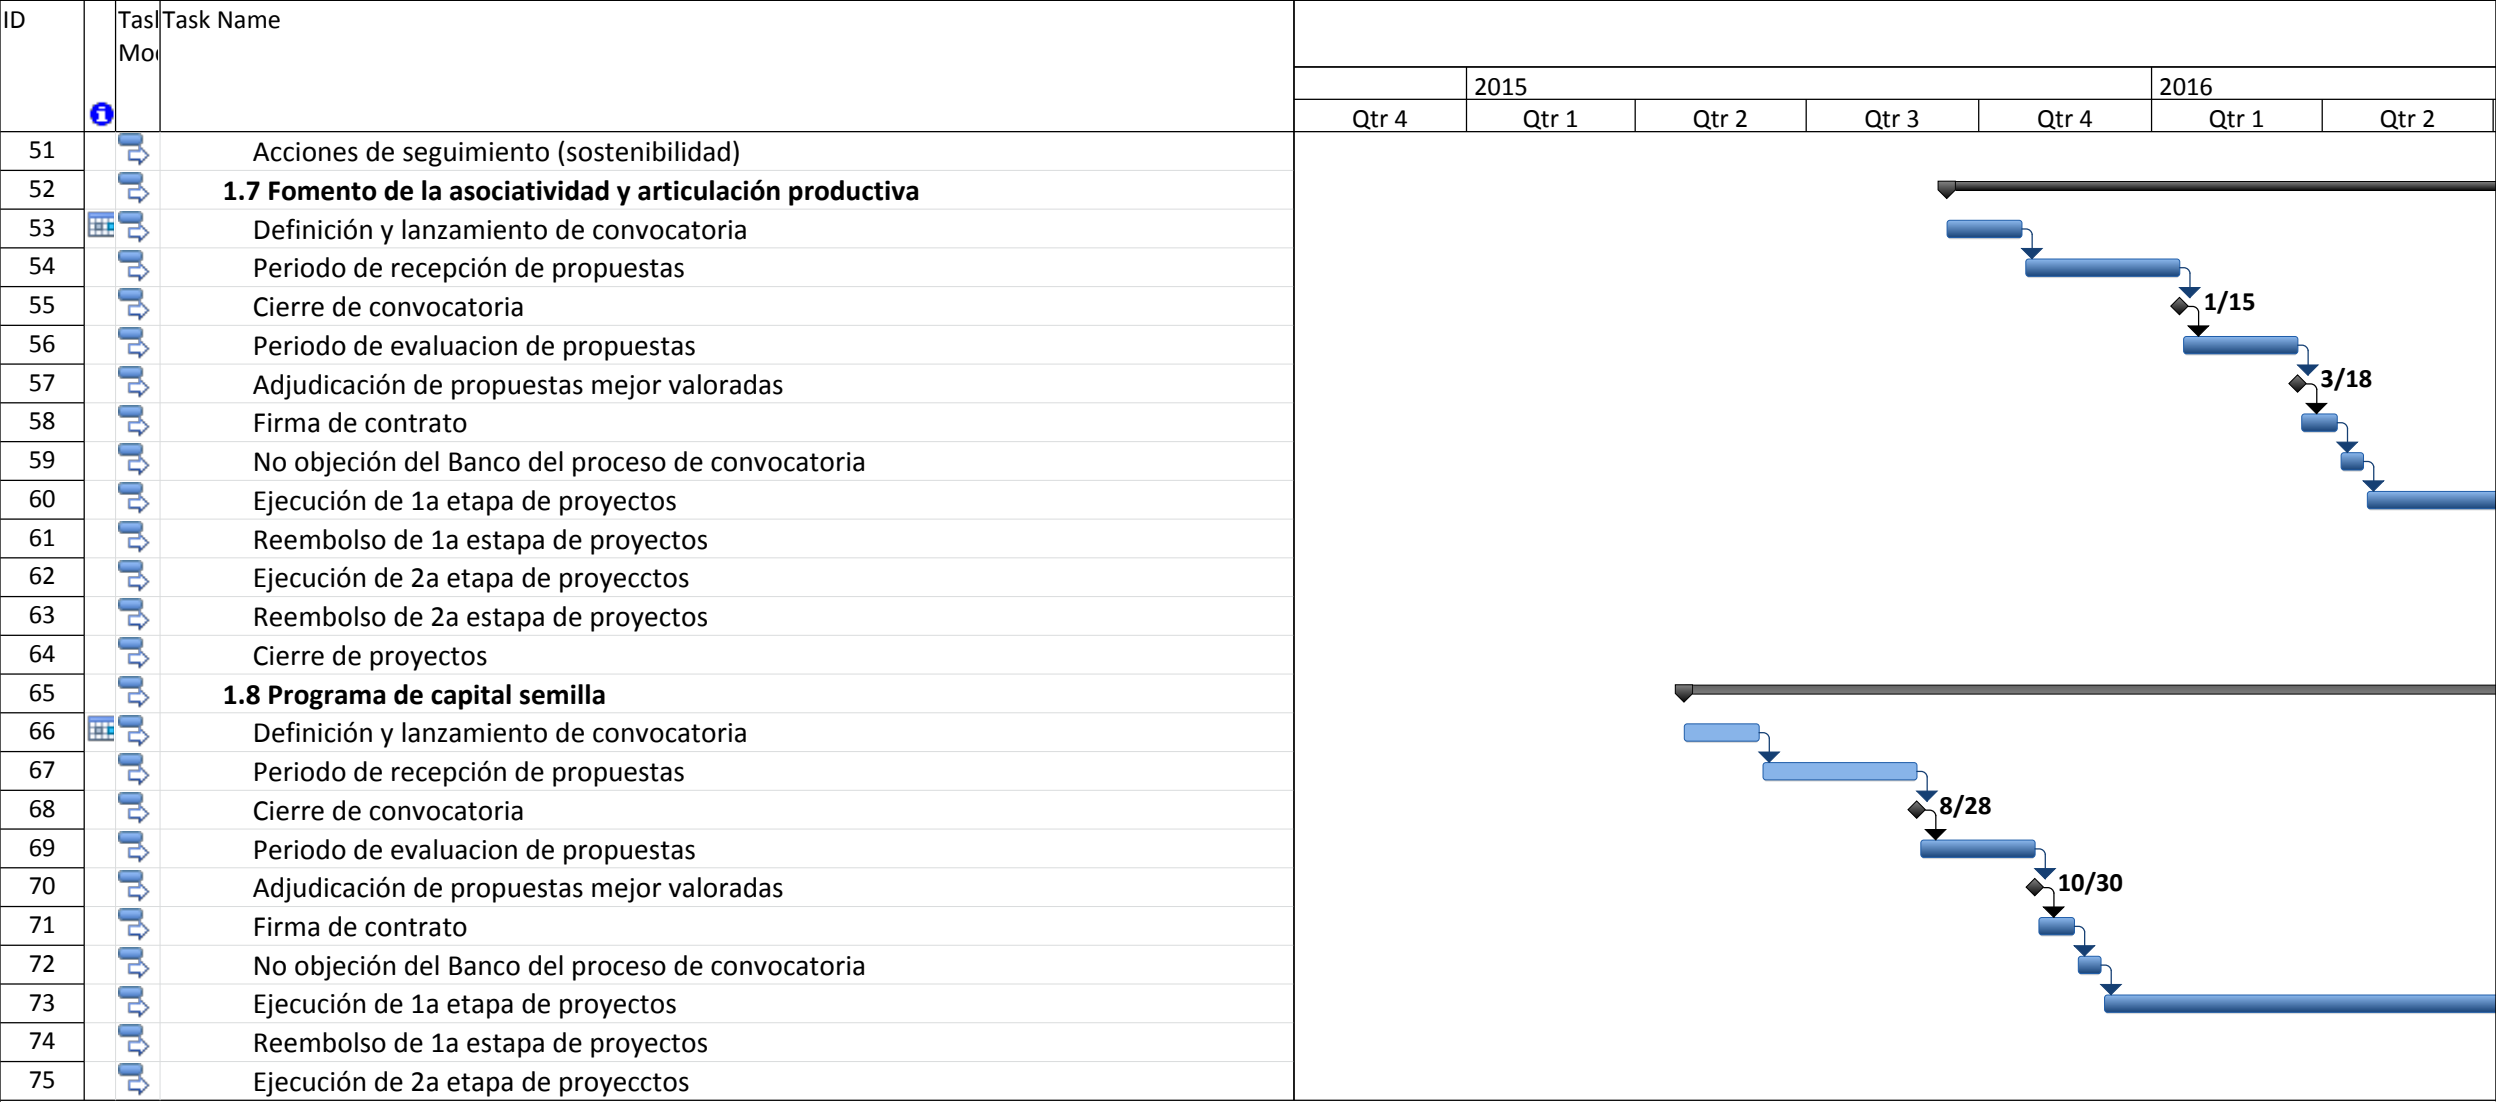 ID
Task Name
Mo
2015
2016
Qtr 4
Qtr 1
Qtr 2
Qtr 3
Qtr 4
Qtr 1
Qtr 2
51 Acciones de seguimiento (sostenibilidad)
52 1.7 Fomento de la asociatividad y articulación productiva
53 Definición y lanzamiento de convocatoria
54 Periodo de recepción de propuestas
55 Cierre de convocatoria 1/15
56 Periodo de evaluacion de propuestas
57 Adjudicación de propuestas mejor valoradas 3/18
58 Firma de contrato
59 No objeción del Banco del proceso de convocatoria
60 Ejecución de 1a etapa de proyectos
61 Reembolso de 1a estapa de proyectos
62 Ejecución de 2a etapa de proyecctos
63 Reembolso de 2a estapa de proyectos
64 Cierre de proyectos
65 1.8 Programa de capital semilla
66 Definición y lanzamiento de convocatoria
67 Periodo de recepción de propuestas
68 Cierre de convocatoria 8/28
69 Periodo de evaluacion de propuestas
70 Adjudicación de propuestas mejor valoradas 10/30
71 Firma de contrato
72 No objeción del Banco del proceso de convocatoria
73 Ejecución de 1a etapa de proyectos
74 Reembolso de 1a estapa de proyectos
75 Ejecución de 2a etapa de proyecctos